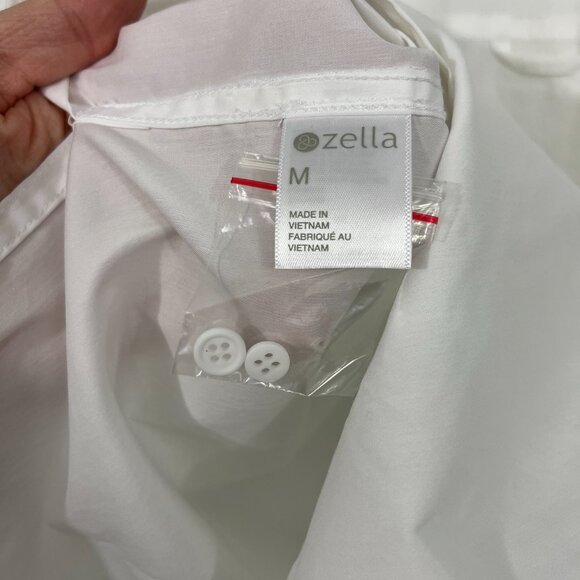 zella
M
MADE IN
VIETNAM
FABRIQUÉ AU
VIETNAM